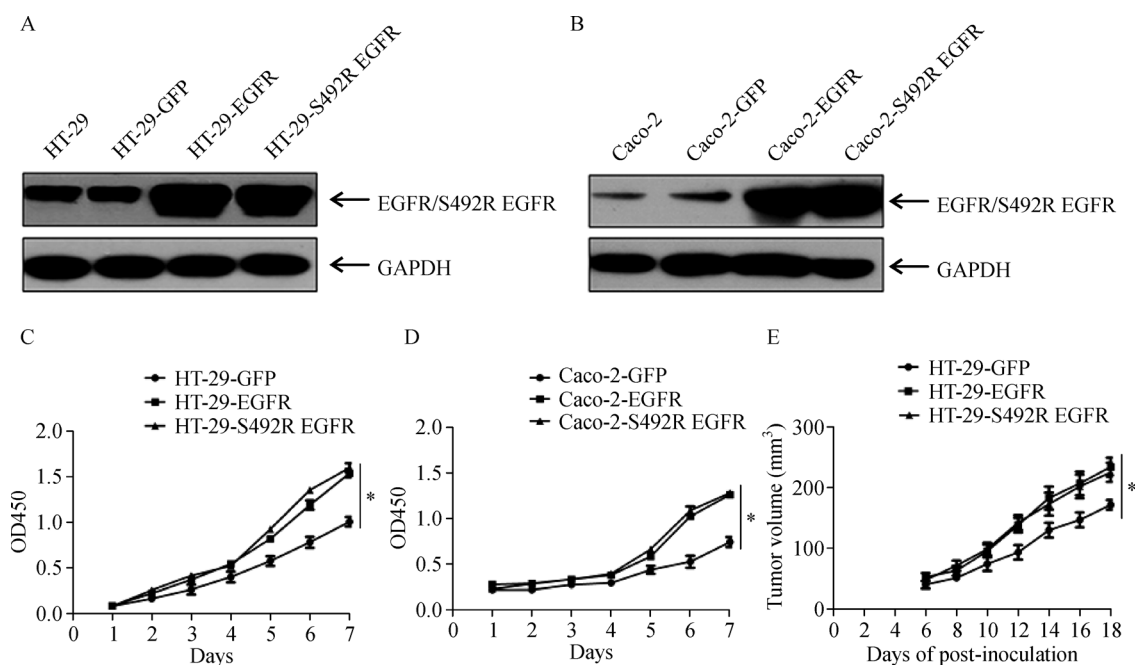 A
HT-29
HT-29-GFP
HT-29-EGFR
HT-29-S492R EGFR
EGFR/S492R EGFR
GAPDH
B
Caco-2
Caco-2-GFP
Caco-2-EGFR
Caco-2-S492R EGFR
EGFR/S492R EGFR
GAPDH
C
HT-29-GFP
HT-29-EGFR
HT-29-S492R EGFR
2.0
1.5
1.0
0.5
0.0
OD450
*
0 1 2 3 4 5 6 7
Days
D
Caco-2-GFP
Caco-2-EGFR
Caco-2-S492R EGFR
2.0
1.5
1.0
0.5
0.0
OD450
*
0 1 2 3 4 5 6 7
Days
E
HT-29-GFP
HT-29-EGFR
HT-29-S492R EGFR
300
200
100
0
Tumor volume (mm³)
*
0 2 4 6 8 10 12 14 16 18
Days of post-inoculation